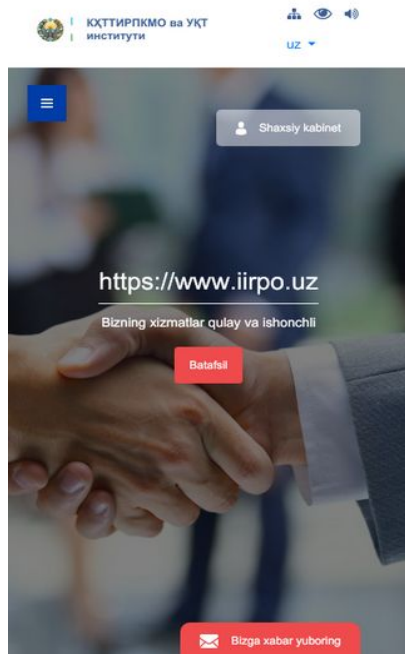 КҲТТИРПКМО ва УҚТ
институти
uz
Shaxsiy kabinet
https://www.iirpo.uz
Bizning xizmatlar qulay va ishonchli
Batafsil
Bizga xabar yuboring